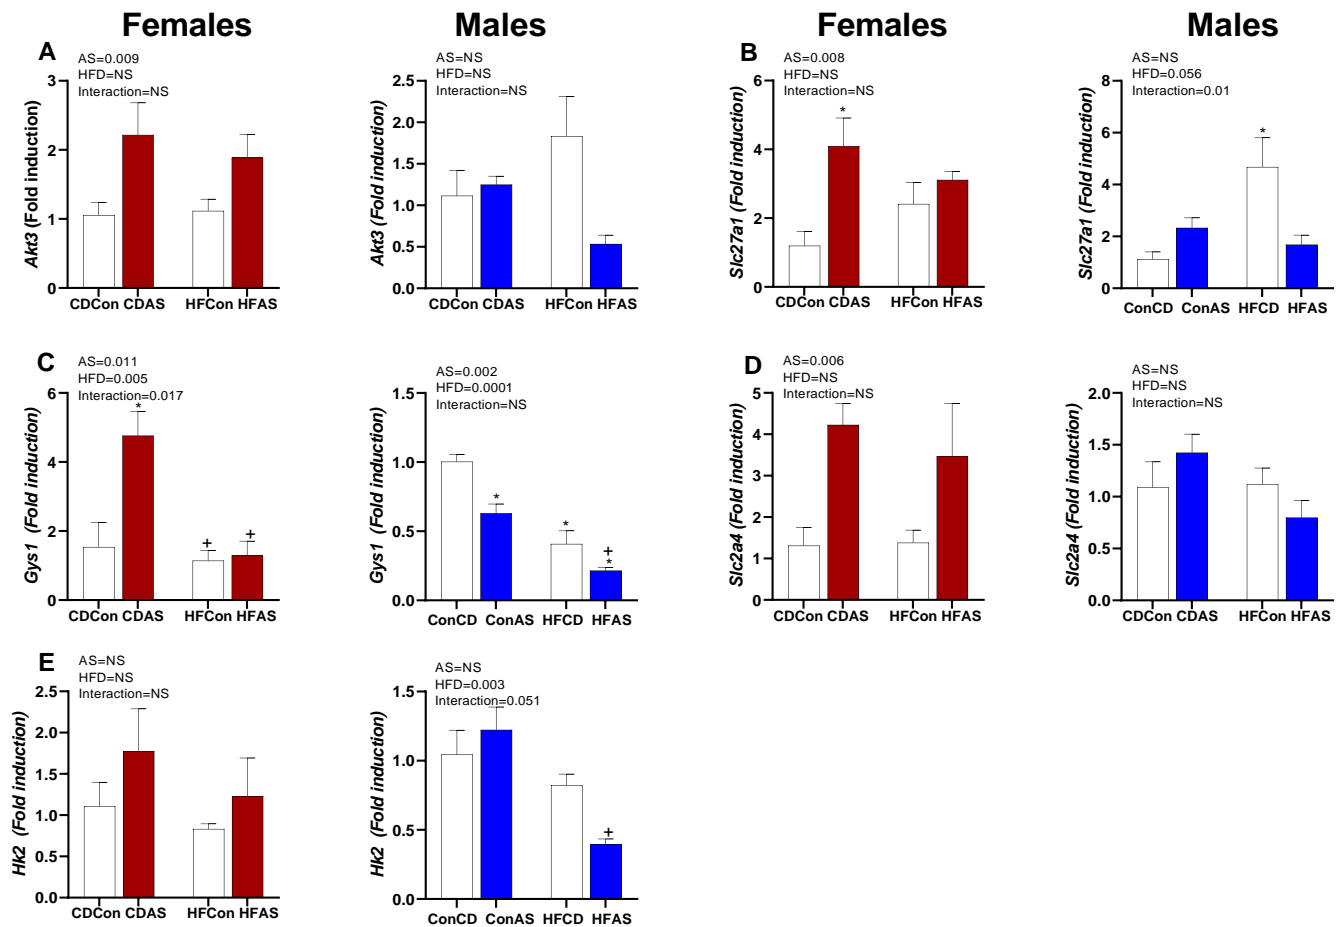 Females
Males
Females
Males
A
AS=0.009
HFD=NS
Interaction=NS
Akt3 (Fold induction)
3
2
1
0
CDCon CDAS HFCon HFAS
AS=NS
HFD=NS
Interaction=NS
Akt3 (Fold induction)
2.5
2.0
1.5
1.0
0.5
0.0
CDCon CDAS HFCon HFAS
B
AS=0.008
HFD=NS
Interaction=NS
Slc27a1 (Fold induction)
6
4
2
0
*
CDCon CDAS HFCon HFAS
AS=NS
HFD=0.056
Interaction=0.01
Slc27a1 (Fold induction)
8
6
4
2
0
*
ConCD ConAS HFCD HFAS
C
AS=0.011
HFD=0.005
Interaction=0.017
Gys1 (Fold induction)
6
4
2
0
*
+ +
CDCon CDAS HFCon HFAS
AS=0.002
HFD=0.0001
Interaction=NS
Gys1 (Fold induction)
1.5
1.0
0.5
0.0
*
*
+
*
ConCD ConAS HFCD HFAS
D
AS=0.006
HFD=NS
Interaction=NS
Slc2a4 (Fold induction)
5
4
3
2
1
0
CDCon CDAS HFCon HFAS
AS=NS
HFD=NS
Interaction=NS
Slc2a4 (Fold induction)
2.0
1.5
1.0
0.5
0.0
CDCon CDAS HFCon HFAS
E
AS=NS
HFD=NS
Interaction=NS
Hk2 (Fold induction)
2.5
2.0
1.5
1.0
0.5
0.0
CDCon CDAS HFCon HFAS
AS=NS
HFD=0.003
Interaction=0.051
Hk2 (Fold induction)
1.5
1.0
0.5
0.0
+
ConCD ConAS HFCD HFAS